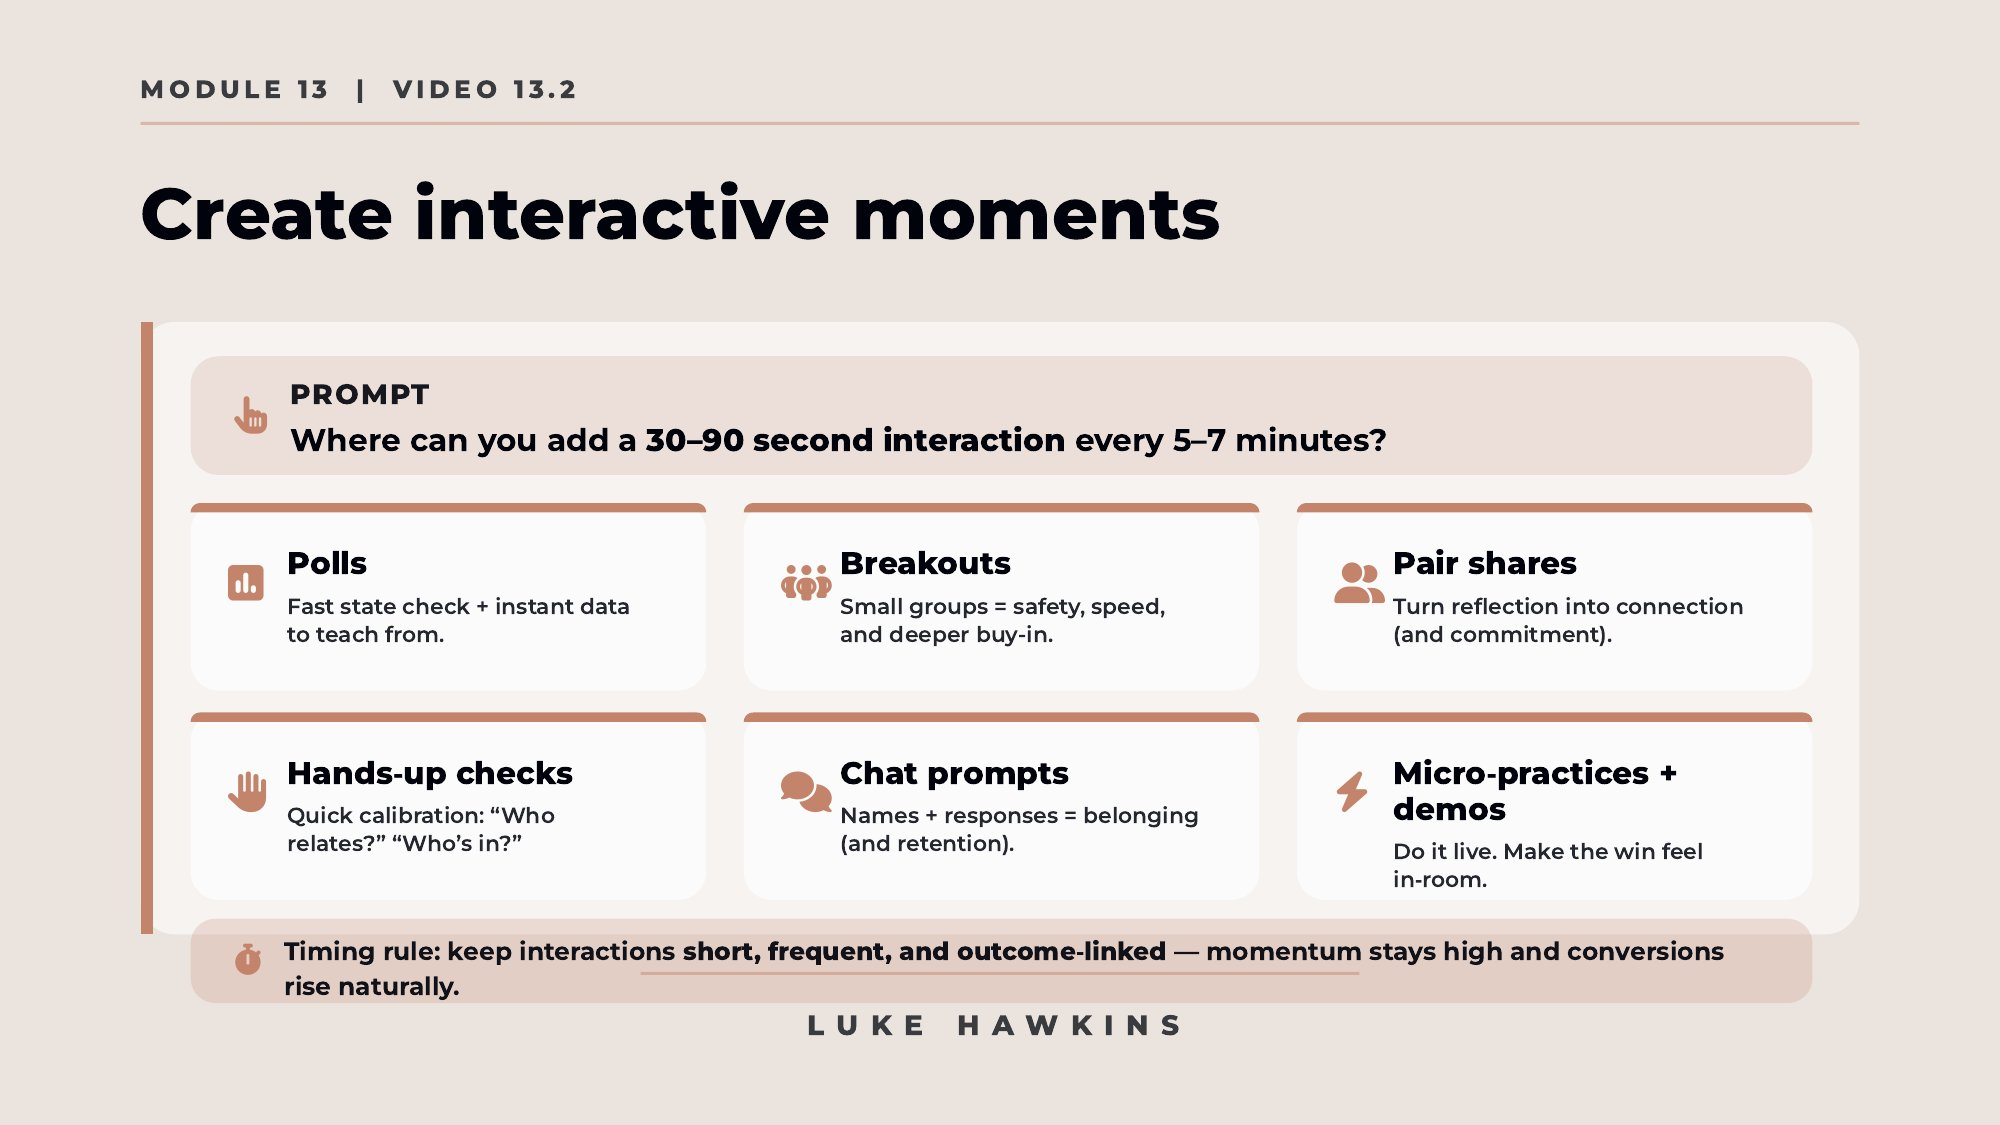 MODULE 13 | VIDEO 13.2
Create interactive moments
PROMPT
Where can you add a 30–90 second interaction every 5–7 minutes?
Polls
Fast state check + instant data
to teach from.
Breakouts
Small groups = safety, speed,
and deeper buy-in.
Pair shares
Turn reflection into connection
(and commitment).
Hands-up checks
Quick calibration: “Who
relates?” “Who’s in?”
Chat prompts
Names + responses = belonging
(and retention).
Micro-practices +
demos
Do it live. Make the win feel
in-room.
Timing rule: keep interactions short, frequent, and outcome-linked — momentum stays high and conversions
rise naturally.
LUKE HAWKINS